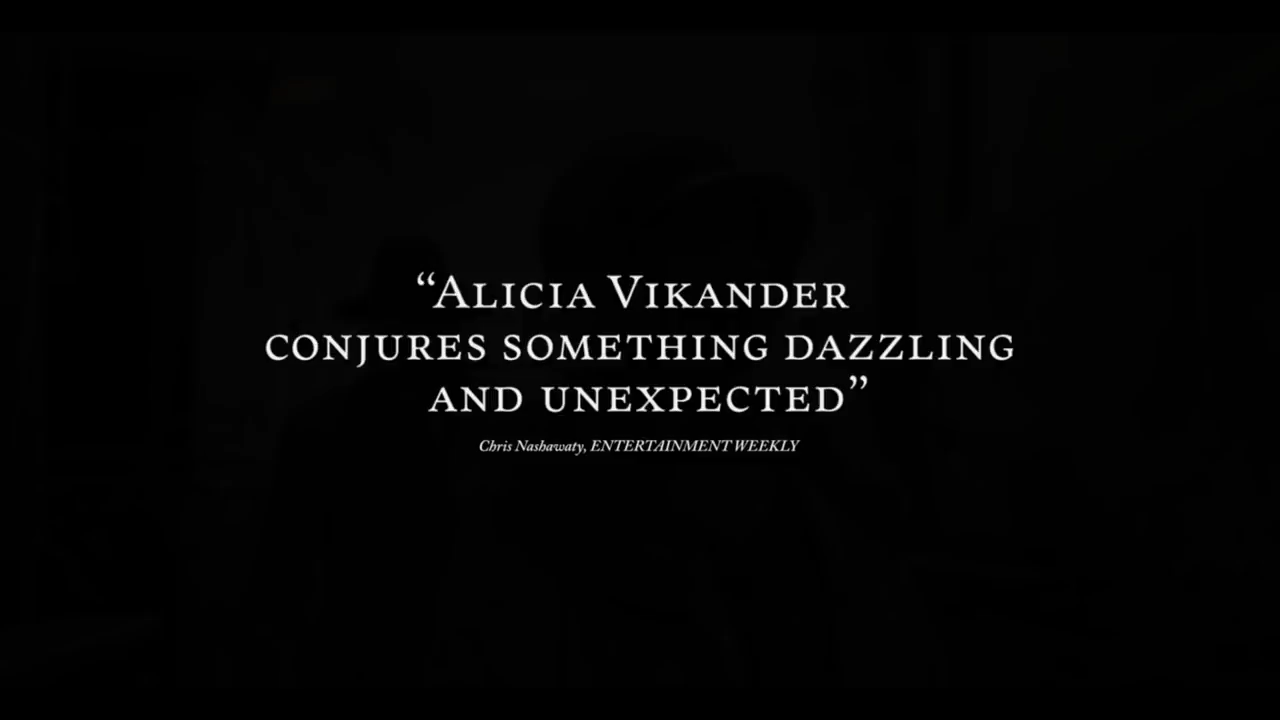 “ALICIA VIKANDER
CONJURES SOMETHING DAZZLING
AND UNEXPECTED”
Chris Nashawaty, ENTERTAINMENT WEEKLY